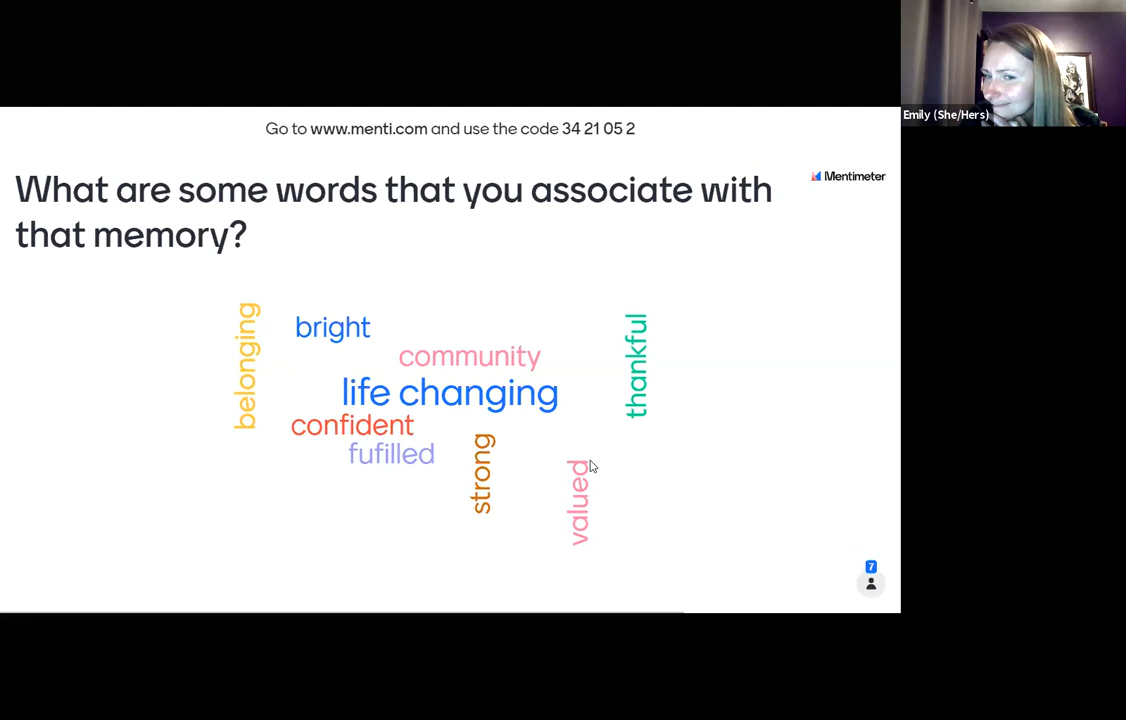 Go to www.menti.com and use the code 34 21 05 2
Emily (She/Hers)
What are some words that you associate with
that memory?
Mentimeter
belonging
bright
thankful
community
life changing
confident
fufilled
strong
valued
7